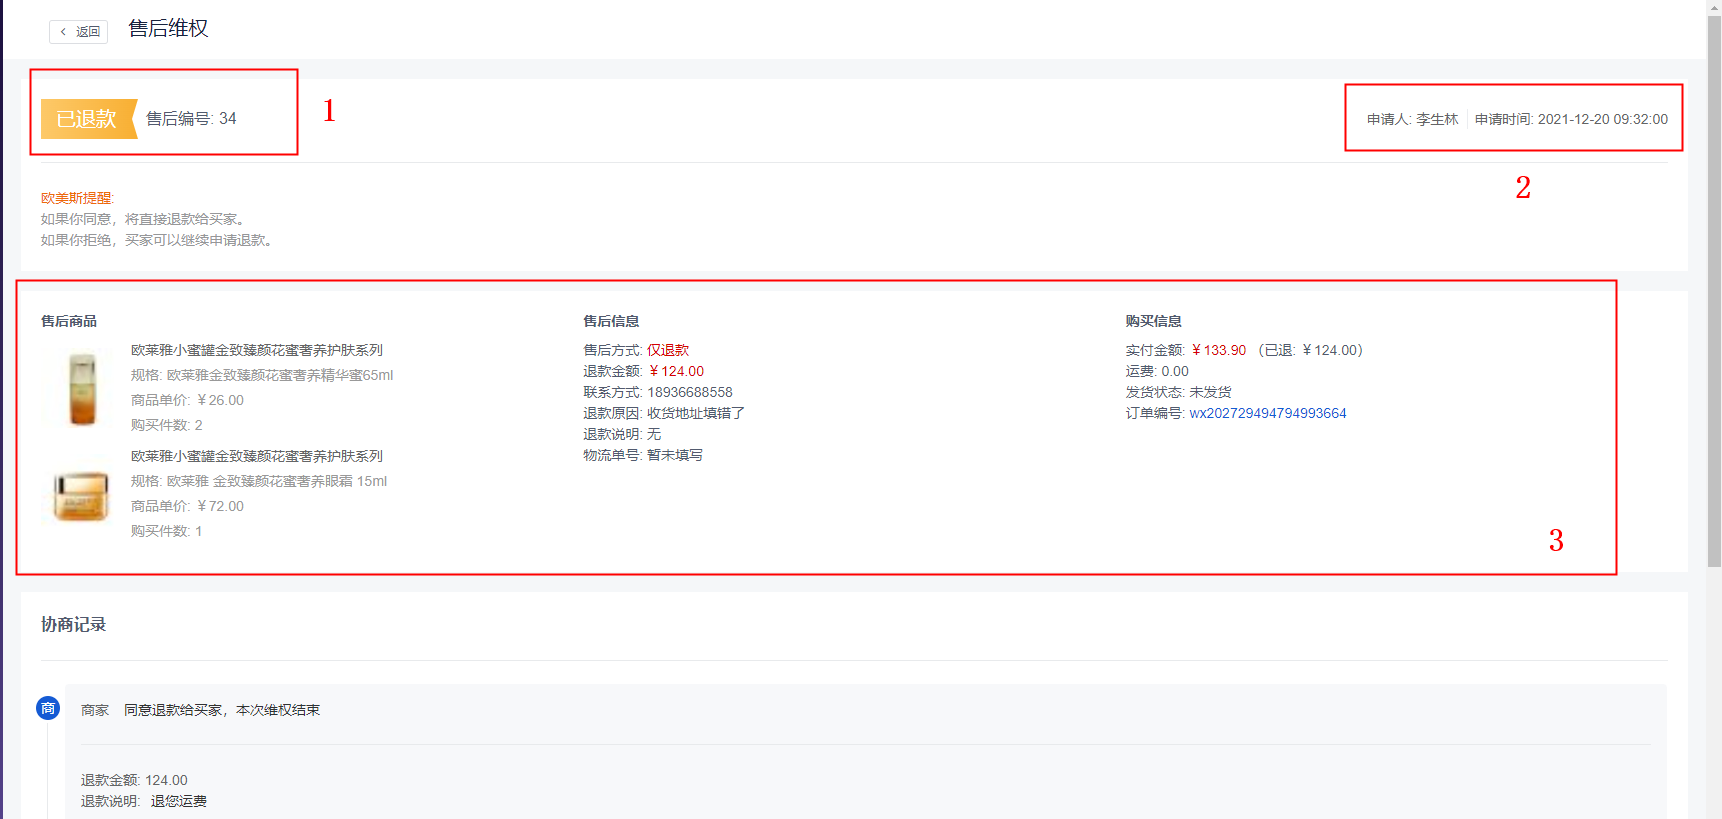 返回 售后维权
已退款 售后编号: 34
1
申请人: 李生林 申请时间: 2021-12-20 09:32:00
2
欧美斯提醒:
如果你同意，将直接退款给买家。
如果你拒绝，买家可以继续申请退款。
售后商品
欧莱雅小蜜罐金致臻颜花蜜奢养护肤系列
规格: 欧莱雅金致臻颜花蜜奢养精华蜜65ml
商品单价: ￥26.00
购买件数: 2
欧莱雅小蜜罐金致臻颜花蜜奢养护肤系列
规格: 欧莱雅 金致臻颜花蜜奢养眼霜 15ml
商品单价: ￥72.00
购买件数: 1
售后信息
售后方式: 仅退款
退款金额: ￥124.00
联系方式: 18936688558
退款原因: 收货地址填错了
退款说明: 无
物流单号: 暂未填写
购买信息
实付金额: ￥133.90 （已退: ￥124.00）
运费: 0.00
发货状态: 未发货
订单编号: wx202729494794993664
3
协商记录
商 商家 同意退款给买家，本次维权结束
退款金额: 124.00
退款说明: 退您运费